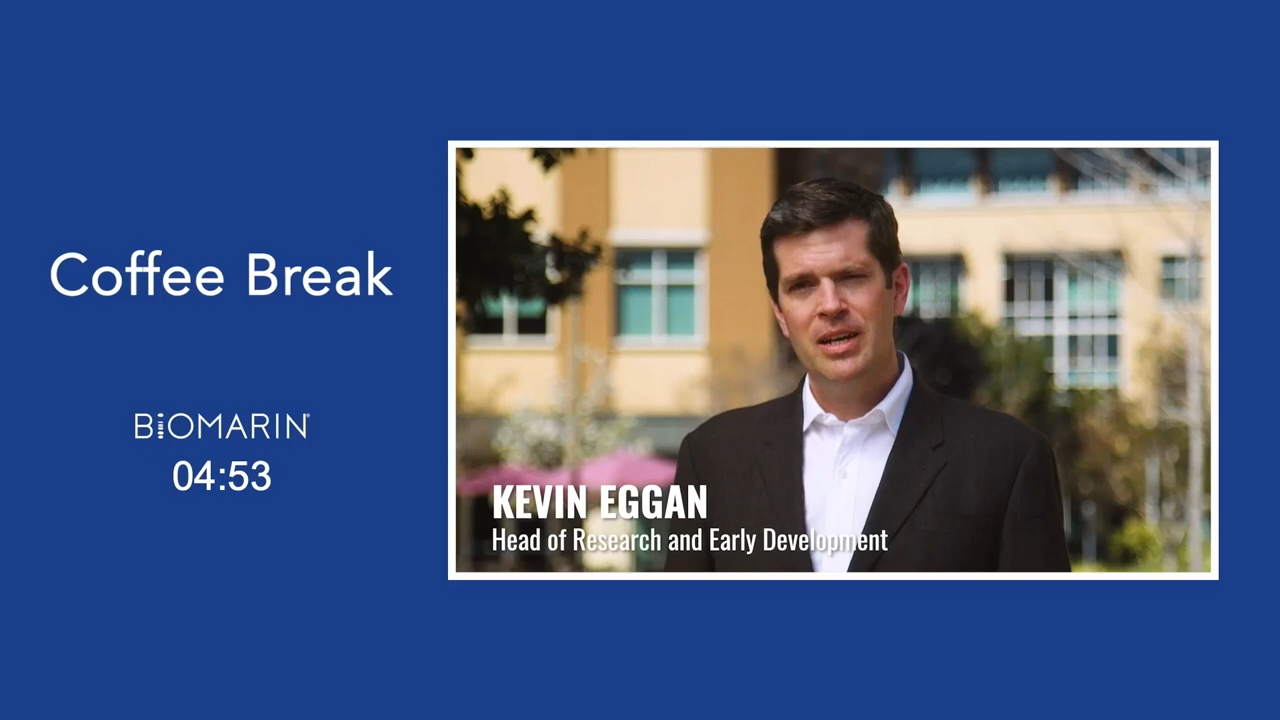 Coffee Break
BiOMARIN®
04:53
KEVIN EGGAN
Head of Research and Early Development